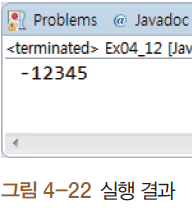 Problems @ Javadoc
<terminated> Ex04_12 [Jav
-12345
그림 4-22 실행 결과